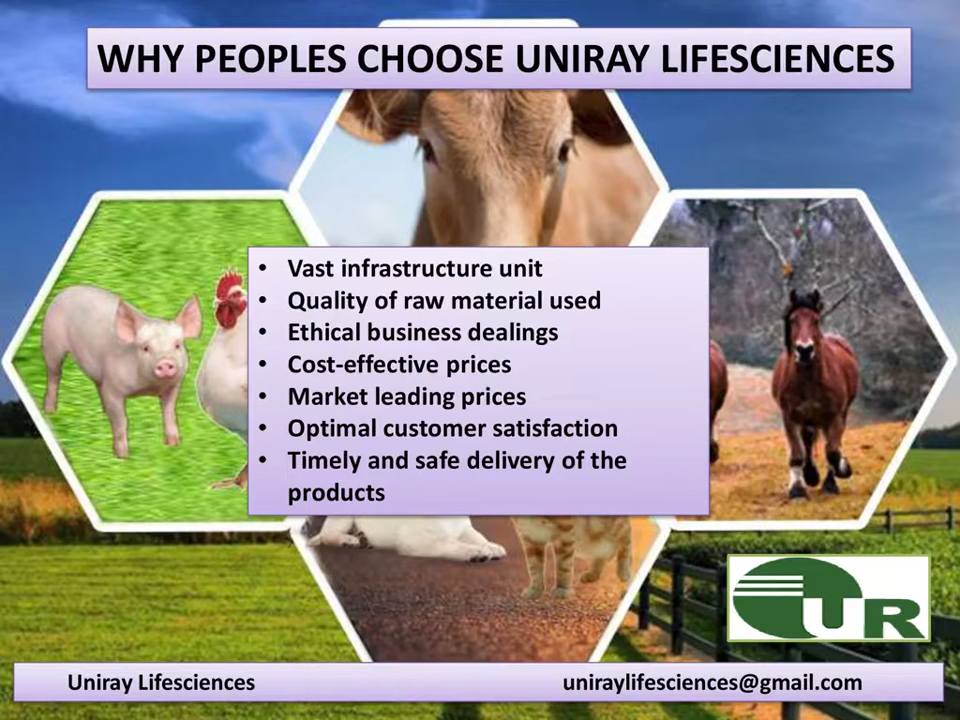 WHY PEOPLES CHOOSE UNIRAY LIFESCIENCES
• Vast infrastructure unit
• Quality of raw material used
• Ethical business dealings
• Cost-effective prices
• Market leading prices
• Optimal customer satisfaction
• Timely and safe delivery of the
products
UR
Uniray Lifesciences uniraylifesciences@gmail.com